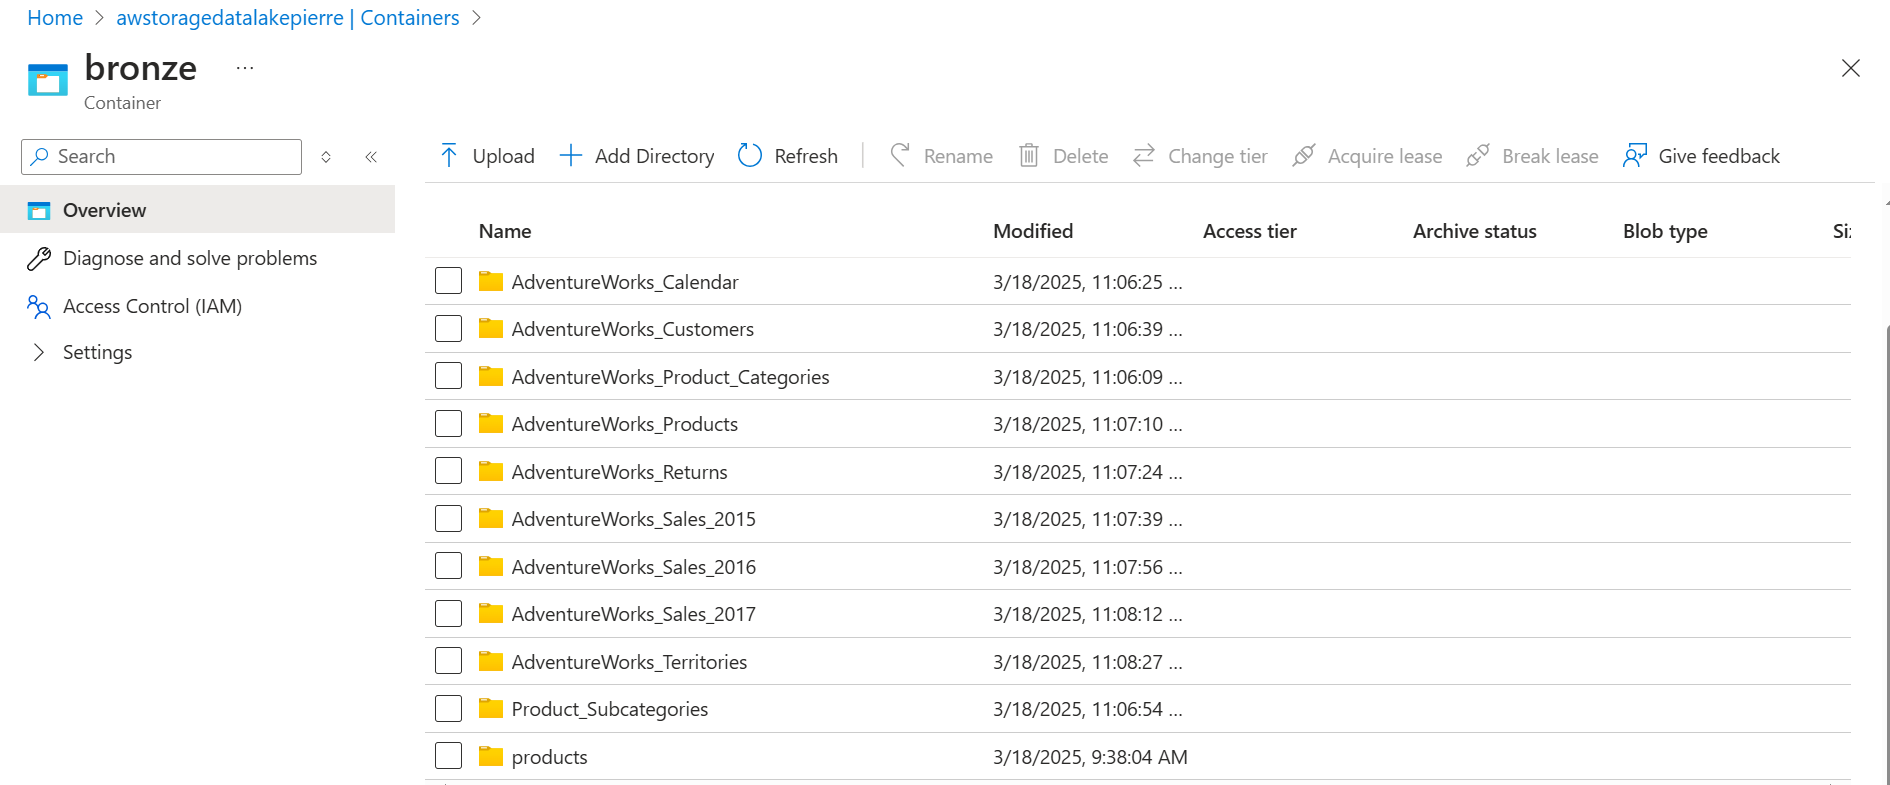 Home > awstoragedatalakepierre | Containers >
bronze ...
Container
Search
Upload Add Directory Refresh Rename Delete Change tier Acquire lease Break lease Give feedback
Overview
Diagnose and solve problems
Access Control (IAM)
Settings
Name Modified Access tier Archive status Blob type
AdventureWorks_Calendar 3/18/2025, 11:06:25 ...
AdventureWorks_Customers 3/18/2025, 11:06:39 ...
AdventureWorks_Product_Categories 3/18/2025, 11:06:09 ...
AdventureWorks_Products 3/18/2025, 11:07:10 ...
AdventureWorks_Returns 3/18/2025, 11:07:24 ...
AdventureWorks_Sales_2015 3/18/2025, 11:07:39 ...
AdventureWorks_Sales_2016 3/18/2025, 11:07:56 ...
AdventureWorks_Sales_2017 3/18/2025, 11:08:12 ...
AdventureWorks_Territories 3/18/2025, 11:08:27 ...
Product_Subcategories 3/18/2025, 11:06:54 ...
products 3/18/2025, 9:38:04 AM